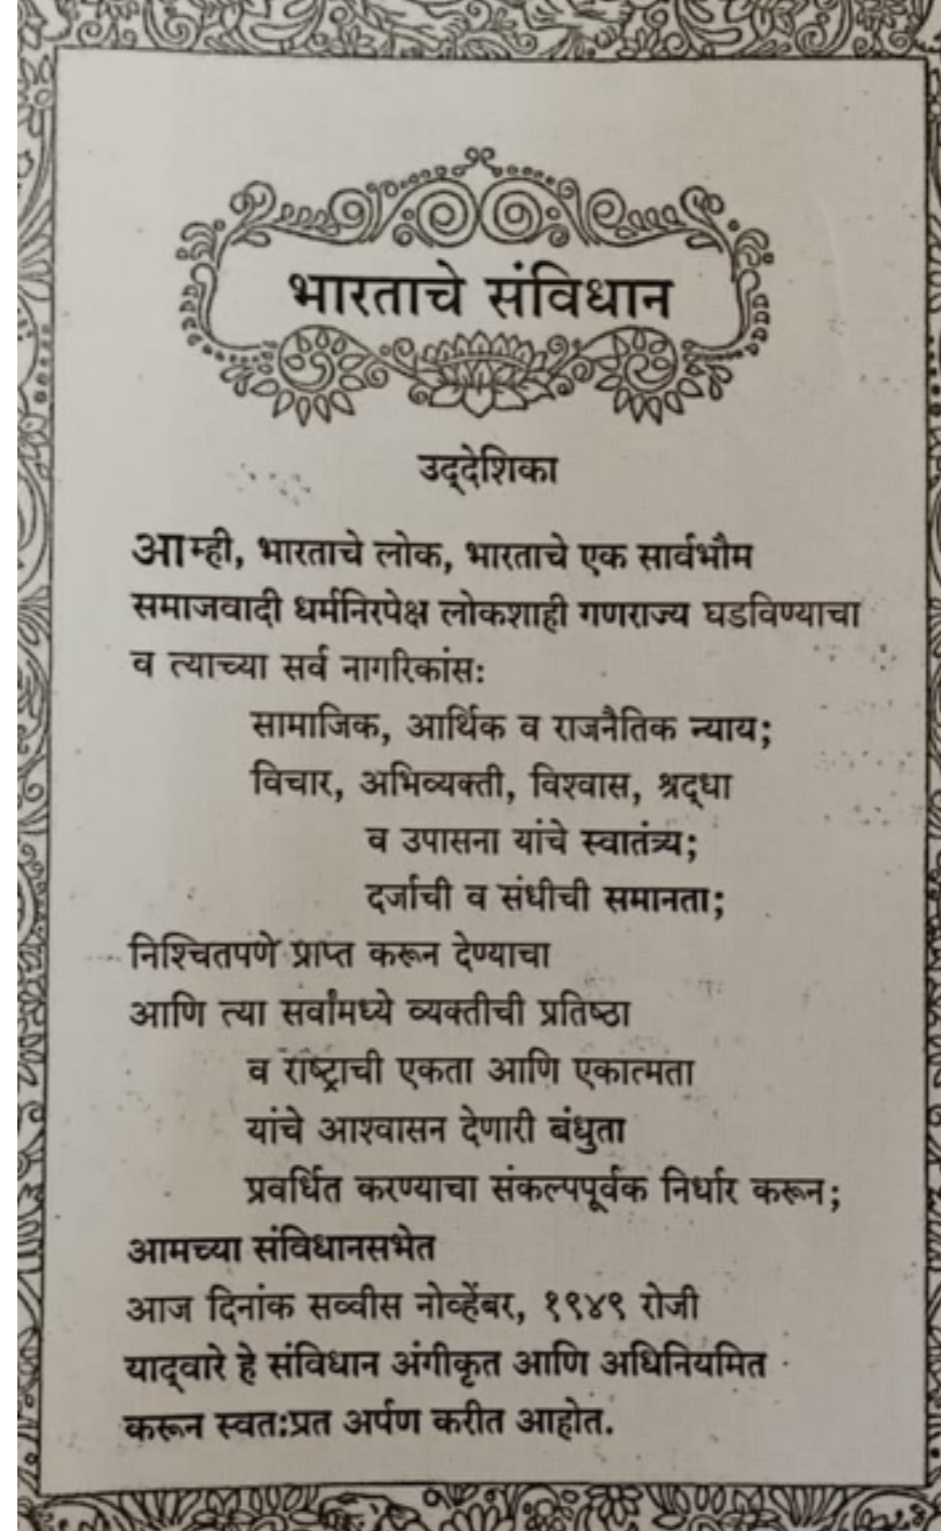 भारताचे संविधान
उद्‌देशिका
आम्ही, भारताचे लोक, भारताचे एक सार्वभौम
समाजवादी धर्मनिरपेक्ष लोकशाही गणराज्य घडविण्याचा
व त्याच्या सर्व नागरिकांस:
सामाजिक, आर्थिक व राजनैतिक न्याय;
विचार, अभिव्यक्ती, विश्वास, श्रद्‌धा
व उपासना यांचे स्वातंत्र्य;
दर्जाची व संधीची समानता;
निश्चितपणे प्राप्त करून देण्याचा
आणि त्या सर्वांमध्ये व्यक्तीची प्रतिष्ठा
व राष्ट्राची एकता आणि एकात्मता
यांचे आश्वासन देणारी बंधुता
प्रवर्धित करण्याचा संकल्पपूर्वक निर्धार करून;
आमच्या संविधानसभेत
आज दिनांक सव्वीस नोव्हेंबर, १९४९ रोजी
याद्‌वारे हे संविधान अंगीकृत आणि अधिनियमित
करून स्वत:प्रत अर्पण करीत आहोत.